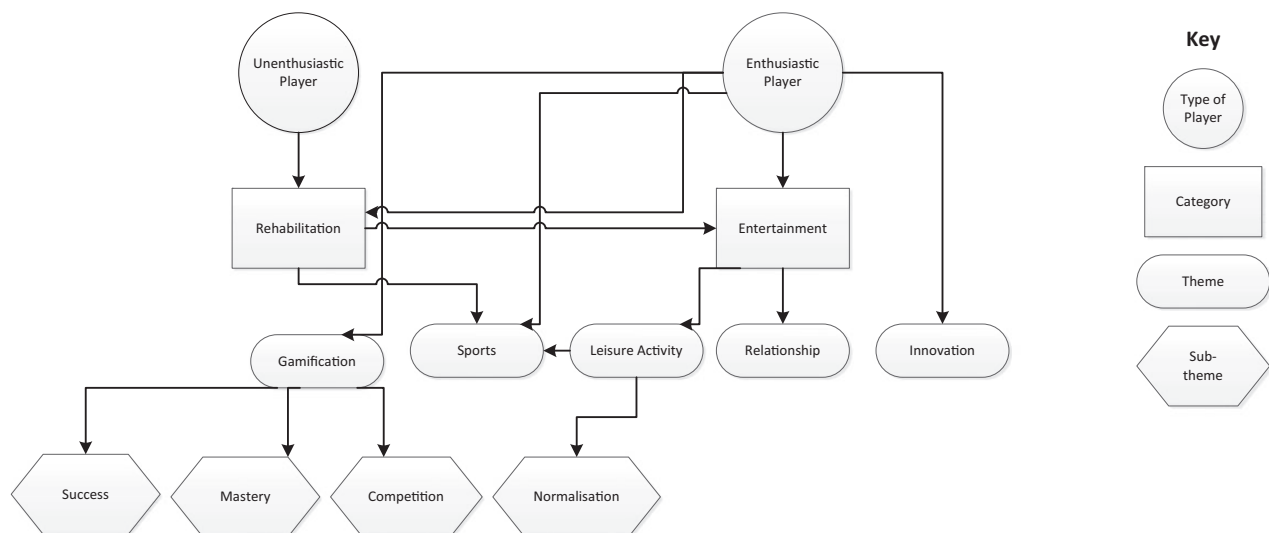 Unenthusiastic
Player
Enthusiastic
Player
Key
Type of
Player
Rehabilitation
Entertainment
Category
Gamification
Sports
Leisure Activity
Relationship
Innovation
Theme
Sub-
theme
Success
Mastery
Competition
Normalisation